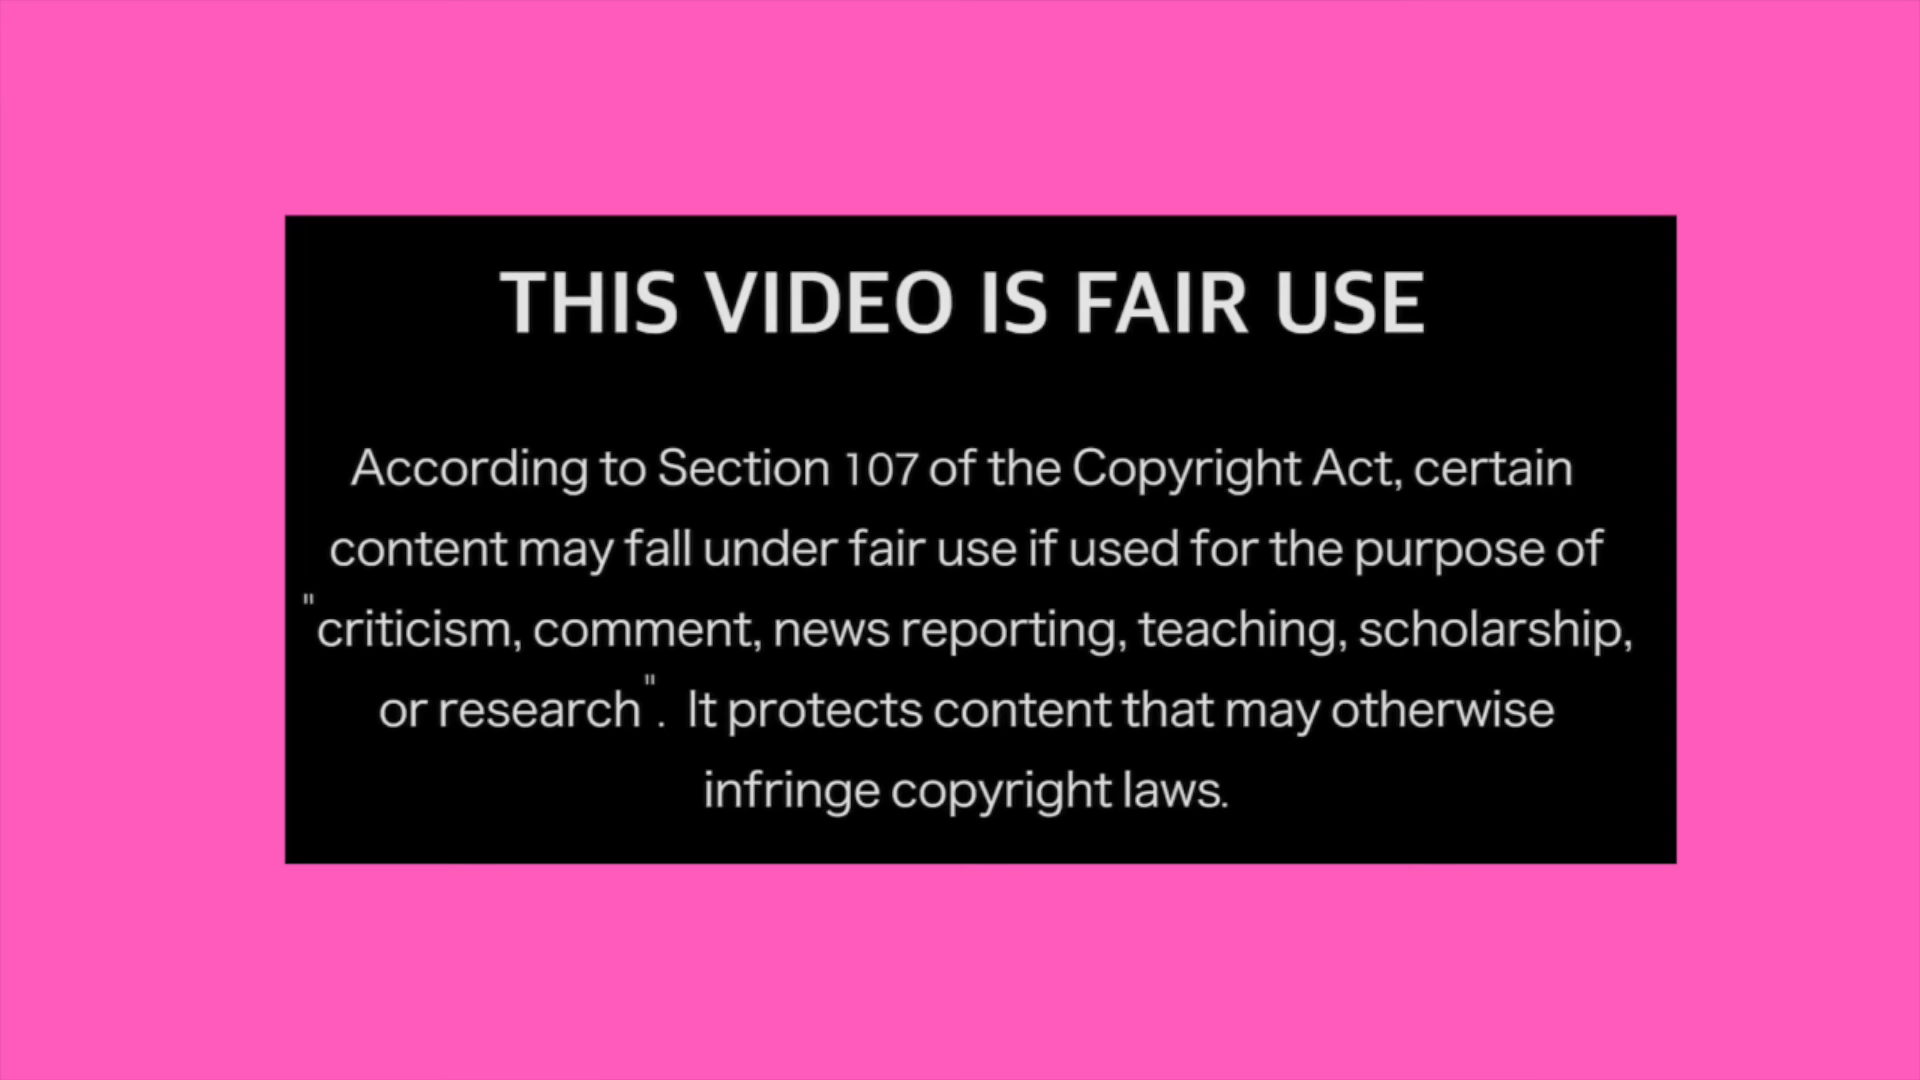 THIS VIDEO IS FAIR USE
According to Section 107 of the Copyright Act, certain
content may fall under fair use if used for the purpose of
"criticism, comment, news reporting, teaching, scholarship,
or research".  It protects content that may otherwise
infringe copyright laws.